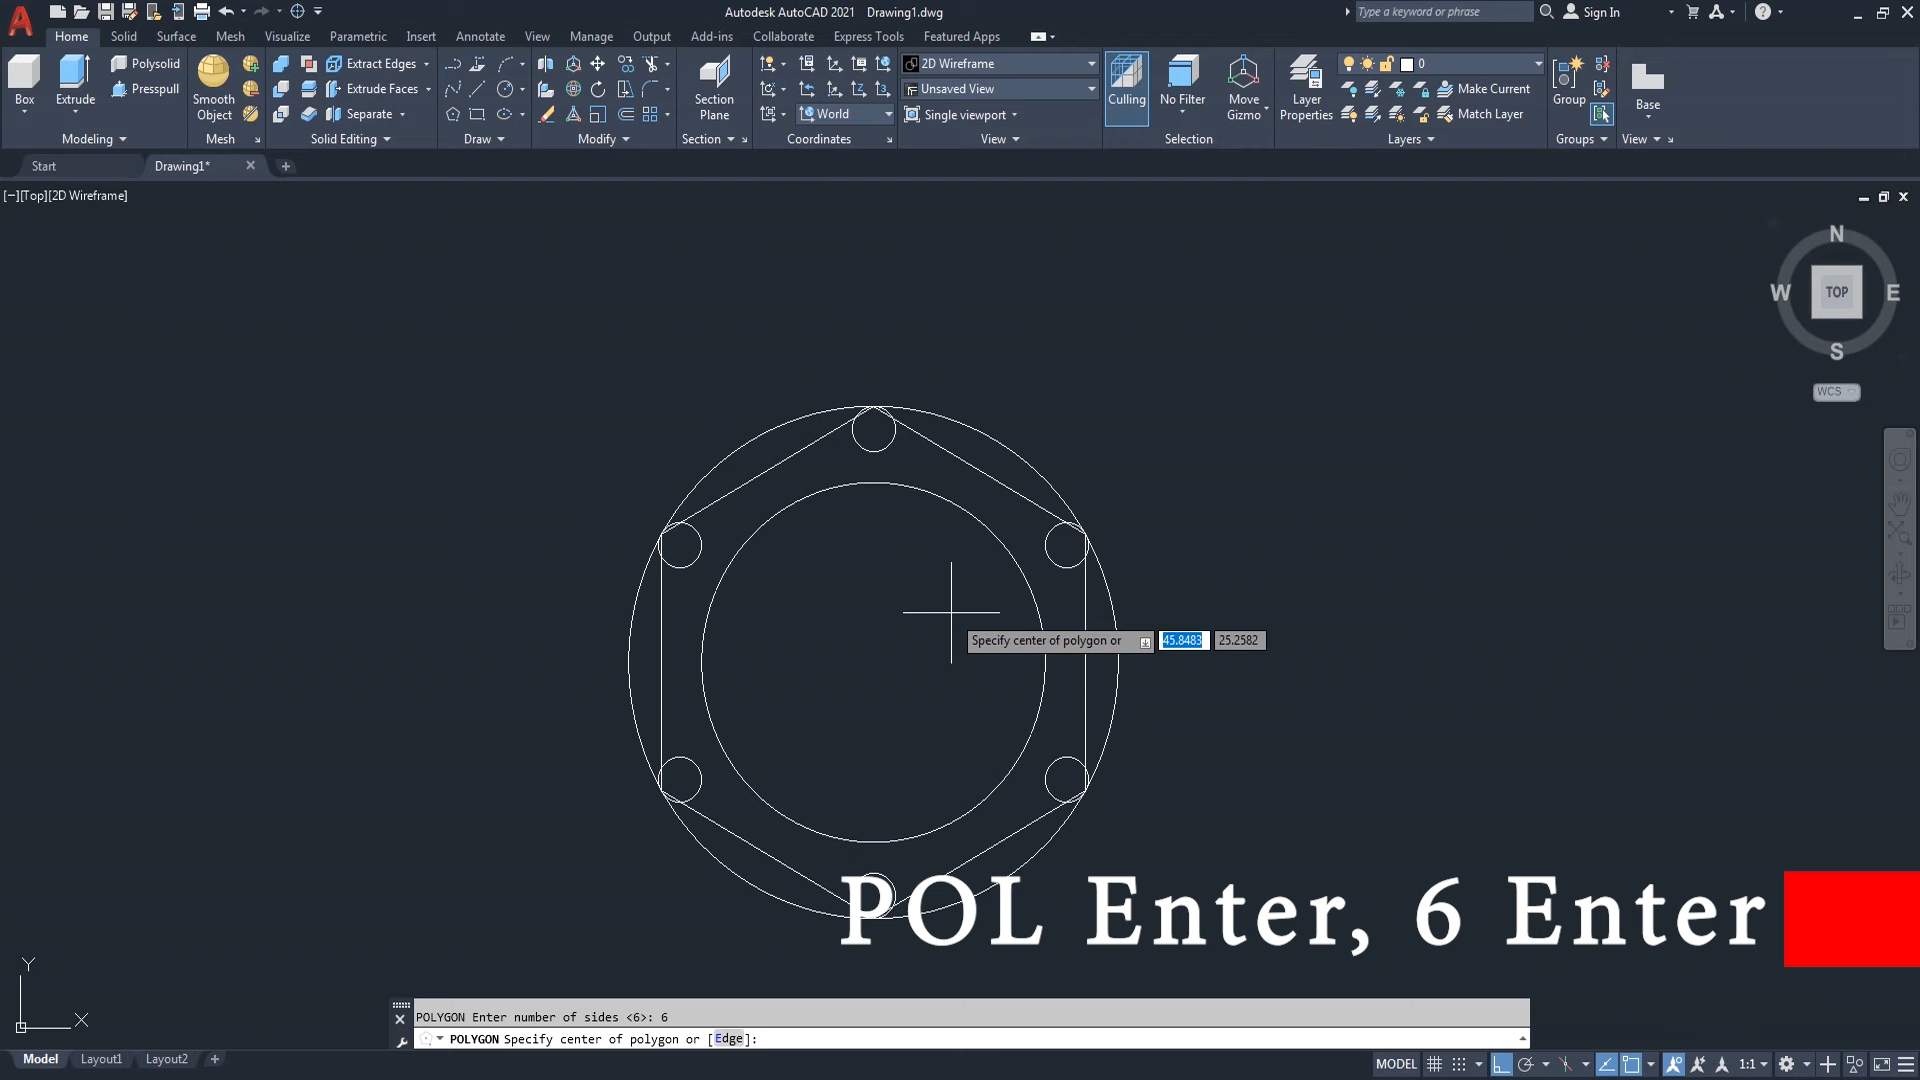 Autodesk AutoCAD 2021 Drawing1.dwg
Type a keyword or phrase
Sign In
Home Solid Surface Mesh Visualize Parametric Insert Annotate View Manage Output Add-ins Collaborate Express Tools Featured Apps
Box
Extrude
Polysolid
Presspull
Modeling
Smooth Object
Mesh
Extract Edges
Extrude Faces
Separate
Solid Editing
Draw
Modify
Section Plane
Section
World
Coordinates
2D Wireframe
Unsaved View
Single viewport
View
Culling
No Filter
Move Gizmo
Selection
Layer Properties
0
Make Current
Match Layer
Layers
Group
Groups
Base
View
Start
Drawing1*
[−][Top][2D Wireframe]
N
W TOP E
S
WCS
Specify center of polygon or 45.8483 25.2582
POL Enter, 6 Enter
Y
X
POLYGON Enter number of sides <6>: 6
POLYGON Specify center of polygon or [Edge]:
Model Layout1 Layout2
MODEL
1:1